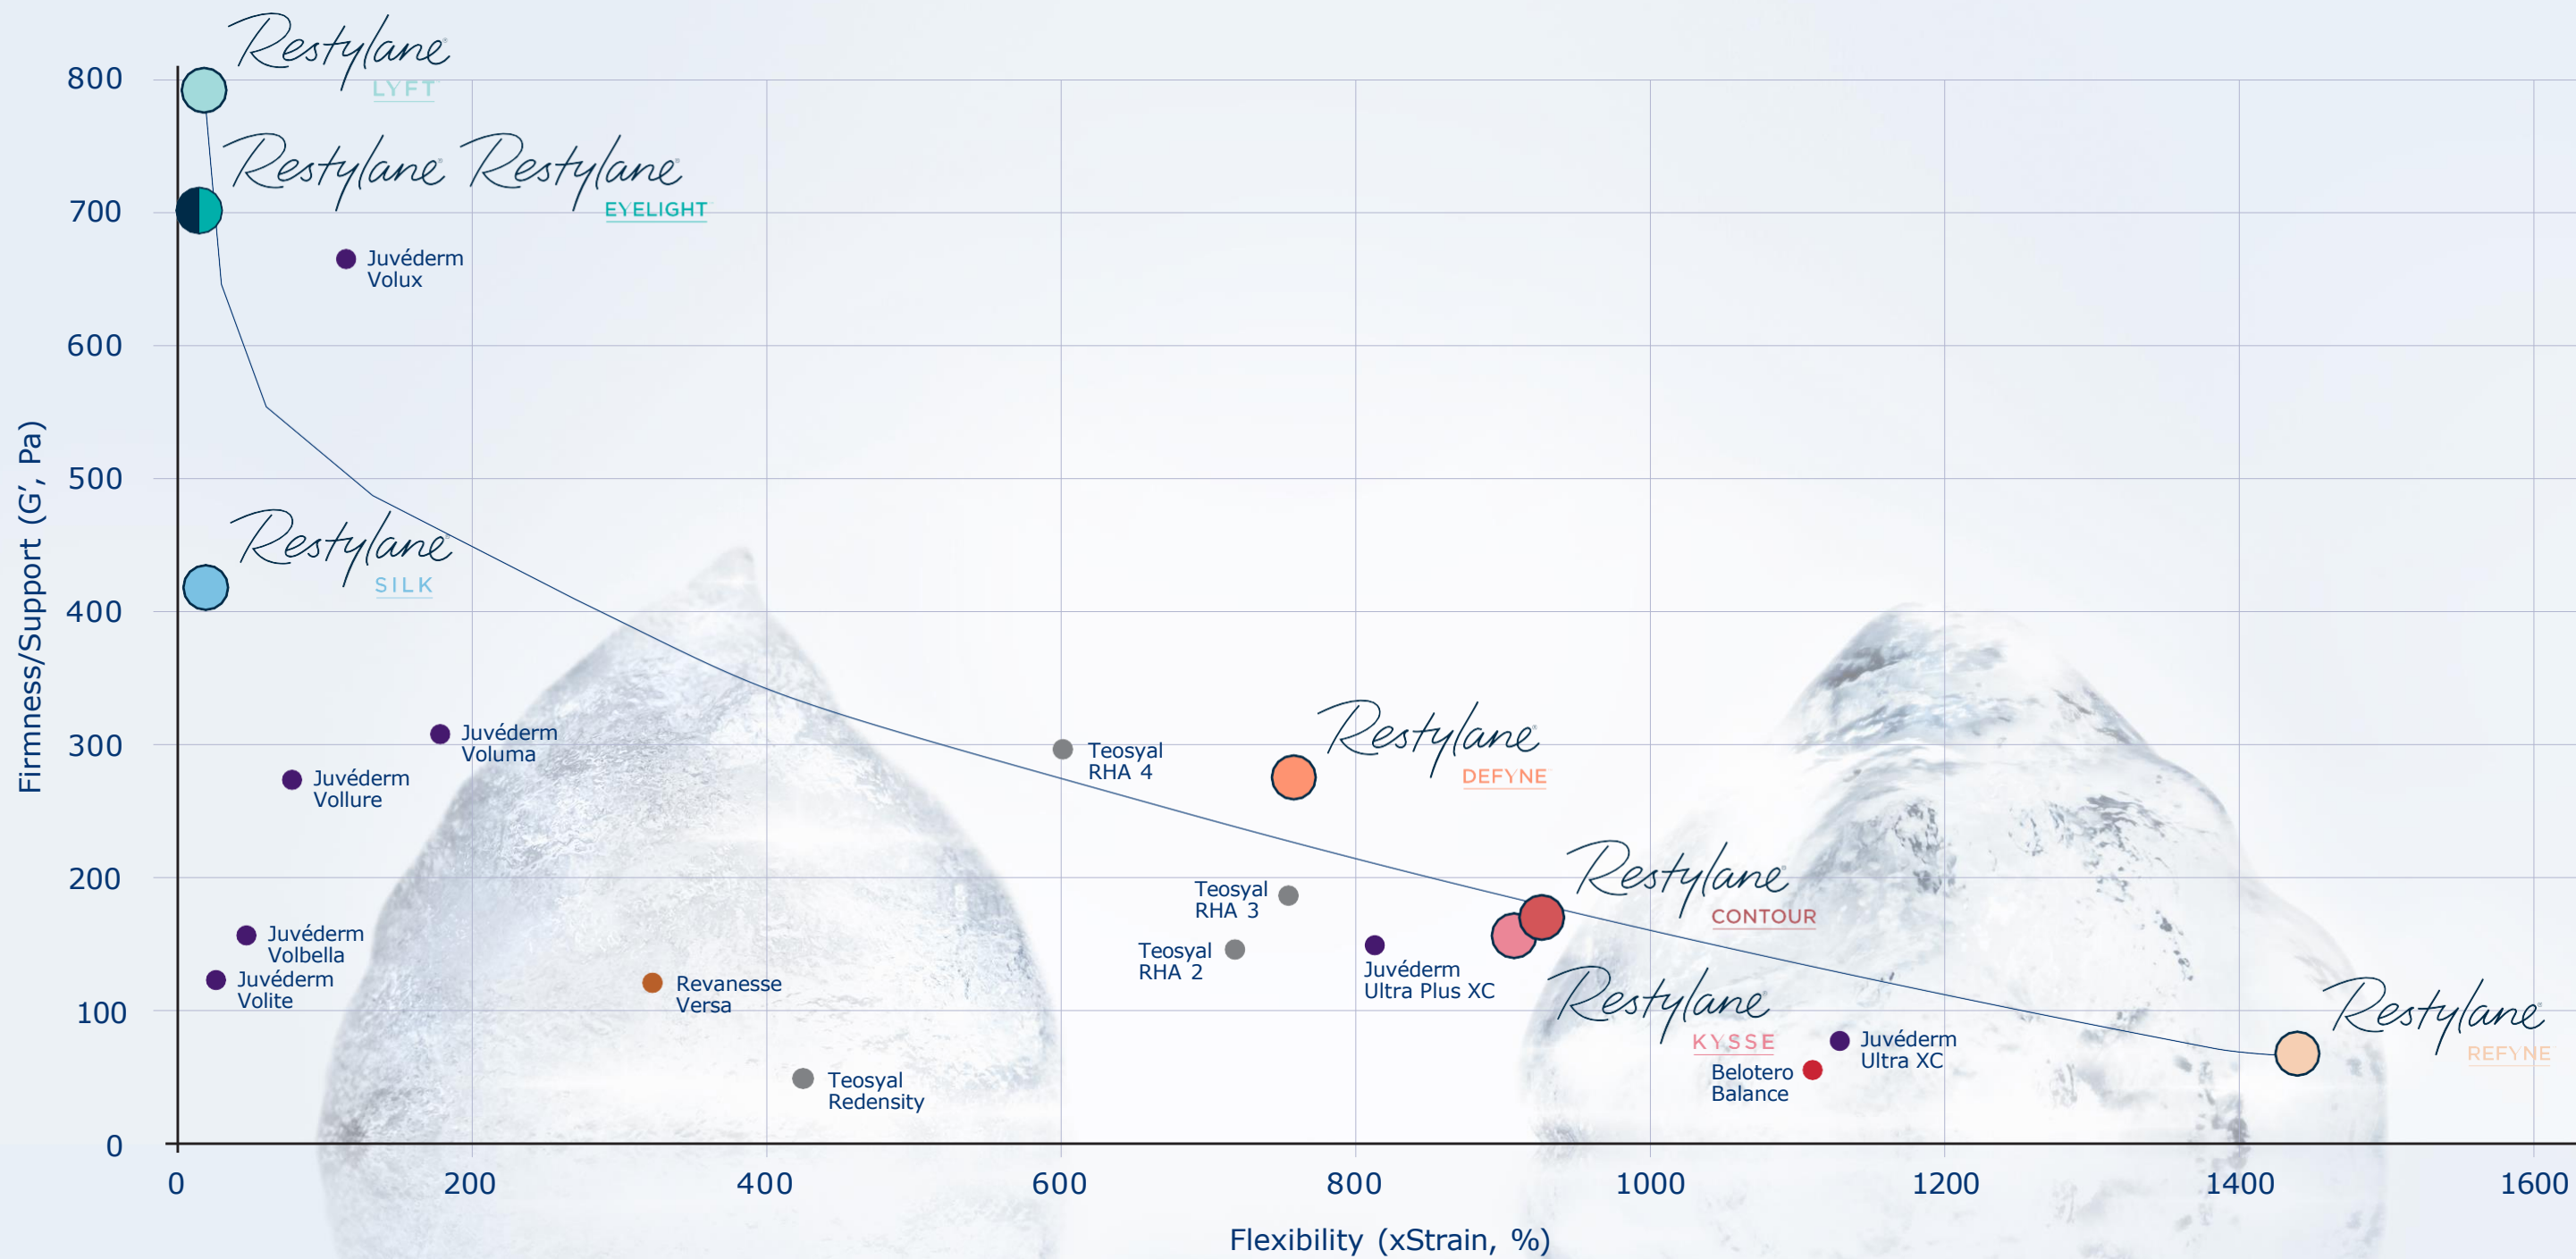 Restylane®
LYFT
800
Restylane® Restylane®
EYELIGHT
700
Juvéderm
Volux
600
500
Restylane®
SILK
400
Firmness/Support (G′, Pa)
Juvéderm
Voluma
300
Juvéderm
Vollure
Teosyal
RHA 4
Restylane®
DEFYNE
200
Teosyal
RHA 3
Restylane®
CONTOUR
Juvéderm
Volbella
Juvéderm
Volite
Revanesse
Versa
Teosyal
RHA 2
Juvéderm
Ultra Plus XC
Restylane®
KYSSE
100
Teosyal
Redensity
Belotero
Balance
Juvéderm
Ultra XC
Restylane®
REFYNE
0
0 200 400 600 800 1000 1200 1400 1600
Flexibility (xStrain, %)